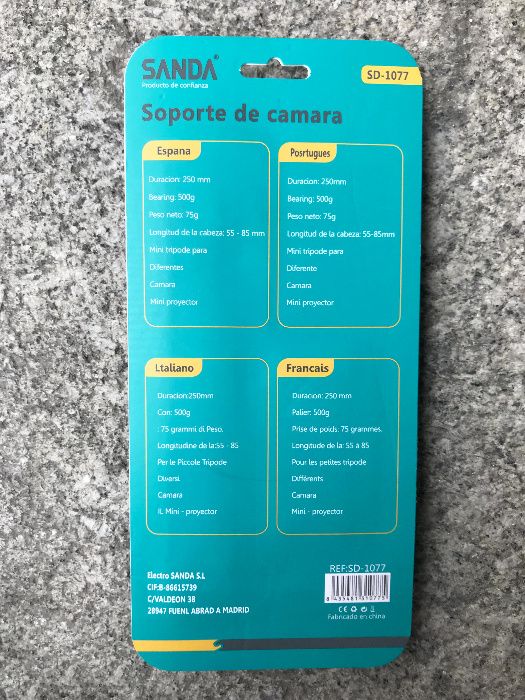 SANDA®
Producto de confianza
SD-1077
Soporte de camara
Espana
Duracion: 250 mm
Bearing: 500g
Peso neto: 75g
Longitud de la cabeza: 55 - 85 mm
Mini tripode para
Diferentes
Camara
Mini proyector
Posrtugues
Duracion: 250mm
Bearing: 500g
Peso neto: 75g
Longitud de la cabeza: 55-85mm
Mini tripode para
Diferente
Camara
Mini proyector
Ltaliano
Duracion:250mm
Con: 500g
: 75 grammi di Peso.
Longitudine de la:55 - 85
Per le Piccole Tripode
Diversi
Camara
IL Mini - proyector
Francais
Duracion: 250 mm
Palier: 500g
Prise de poids: 75 grammes.
Longitude de la: 55 à 85
Pour les petites tripode
Différents
Camara
Mini - proyector
Electro SANDA S.L
CIF:B-86615739
C/VALDEON 38
28947 FUENL ABRAD A MADRID
REF:SD-1077
8 435481 510775
CE
Fabricado en china